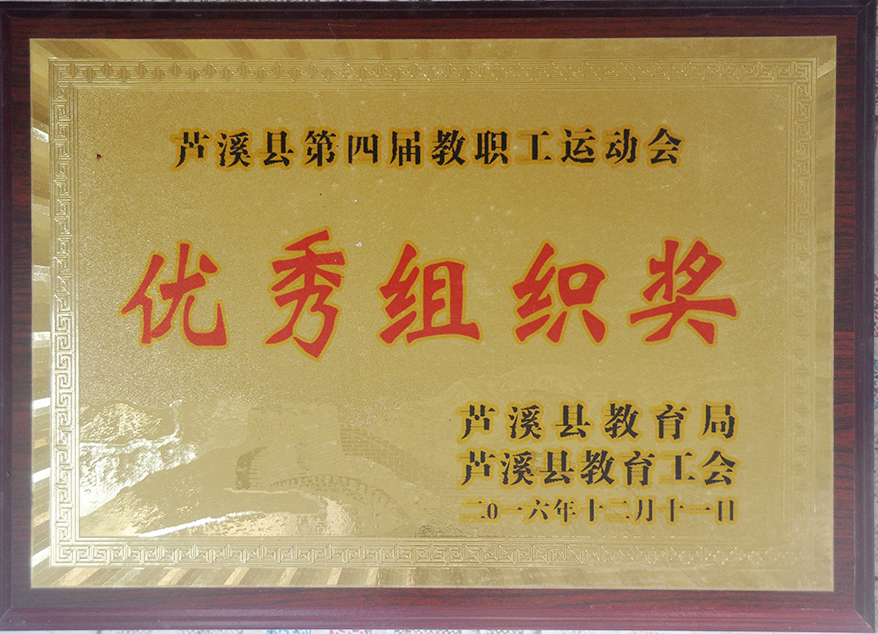 芦溪县第四届教职工运动会
优秀组织奖
芦溪县教育局
芦溪县教育工会
二0一六年十二月十一日